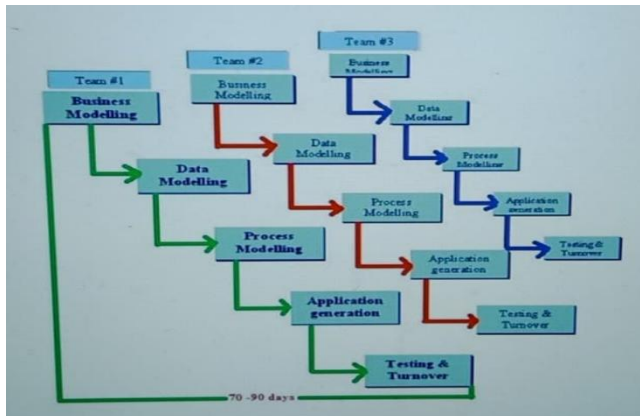 Team #1
Business
Modelling
Data
Modelling
Process
Modelling
Application
generation
Testing &
Turnover
70 -90 days
Team #2
Business
Modelling
Data
Modelling
Process
Modelling
Application
generation
Testing &
Turnover
Team #3
Business
Modelling
Data
Modelling
Process
Modelling
Application
generation
Testing &
Turnover